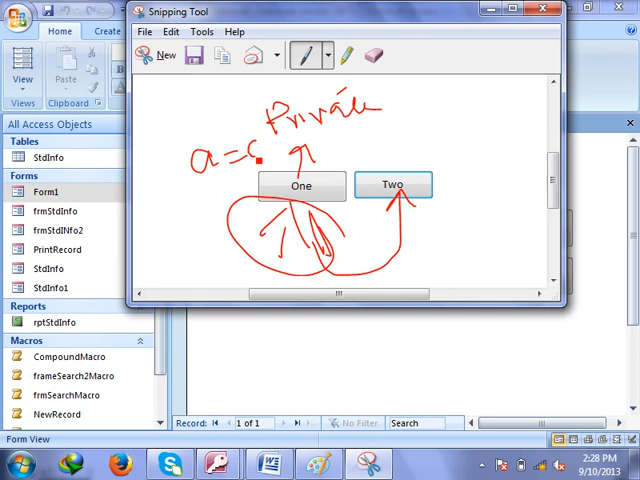 Snipping Tool
File Edit Tools Help
New
Home Create
View Paste
Views Clipboard
All Access Objects
Tables
StdInfo
Forms
Form1
frmStdInfo
frmStdINfo2
PrintRecord
StdInfo
StdInfo1
Reports
rptStdInfo
Macros
CompoundMacro
frameSearch2Macro
frmSearchMacro
NewRecord
Private
a =
One Two
Record: 1 of 1 No Filter Search
Form View
2:28 PM
9/10/2013